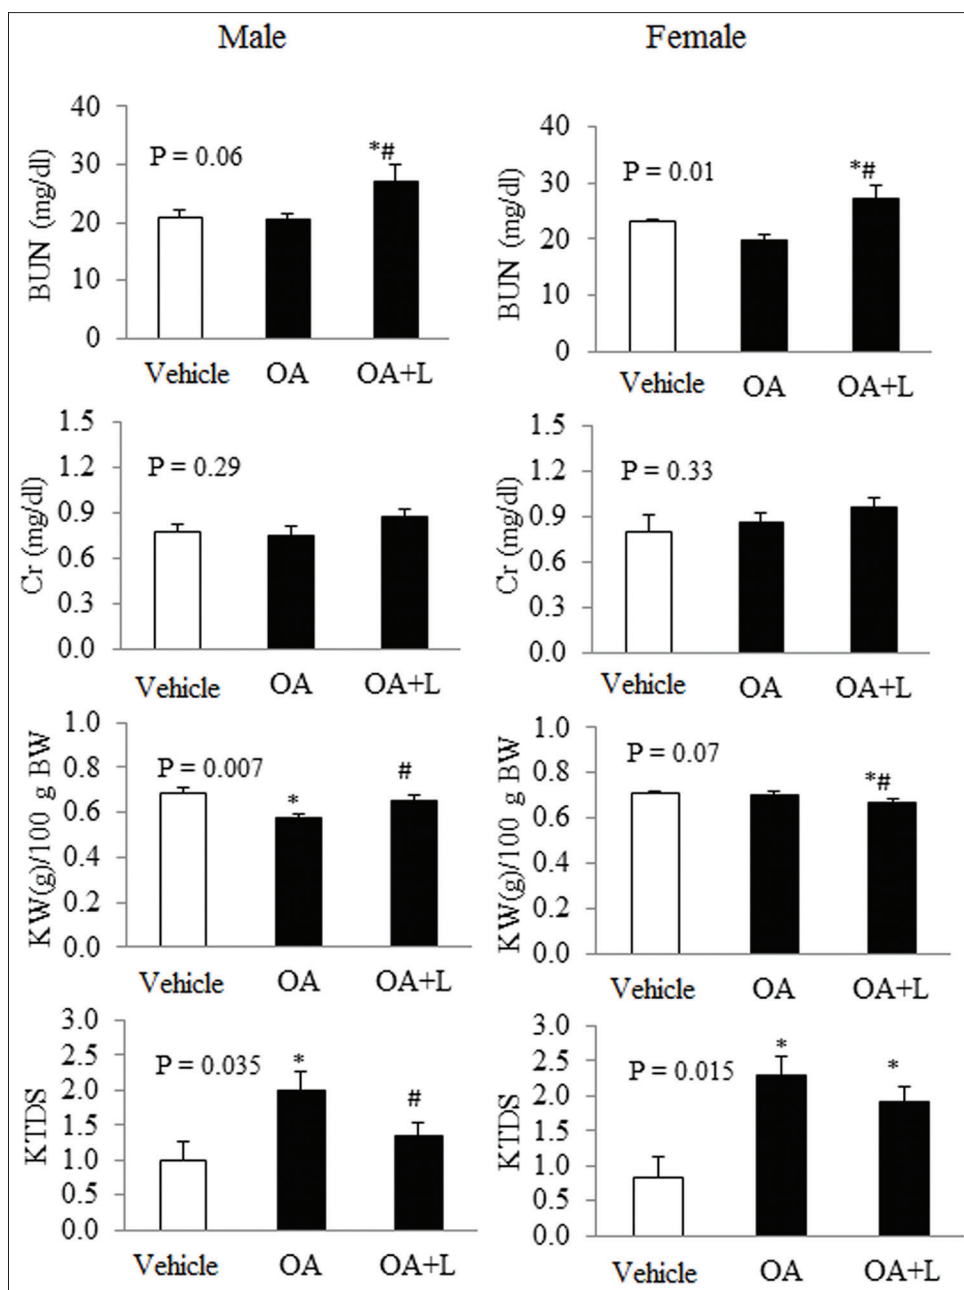 Male
Female
BUN (mg/dl)
40
30
20
10
0
P = 0.06
*#
Vehicle OA OA+L
BUN (mg/dl)
40
30
20
10
0
P = 0.01
*#
Vehicle OA OA+L
Cr (mg/dl)
1.5
1.2
0.9
0.6
0.3
0.0
P = 0.29
Vehicle OA OA+L
Cr (mg/dl)
1.5
1.2
0.9
0.6
0.3
0.0
P = 0.33
Vehicle OA OA+L
KW(g)/100 g BW
1.0
0.8
0.6
0.4
0.2
0.0
P = 0.007
*
#
Vehicle OA OA+L
KW(g)/100 g BW
1.0
0.8
0.6
0.4
0.2
0.0
P = 0.07
*#
Vehicle OA OA+L
KTDS
3.0
2.5
2.0
1.5
1.0
0.5
0.0
P = 0.035
*
#
Vehicle OA OA+L
KTDS
3.0
2.5
2.0
1.5
1.0
0.5
0.0
P = 0.015
*
*
Vehicle OA OA+L